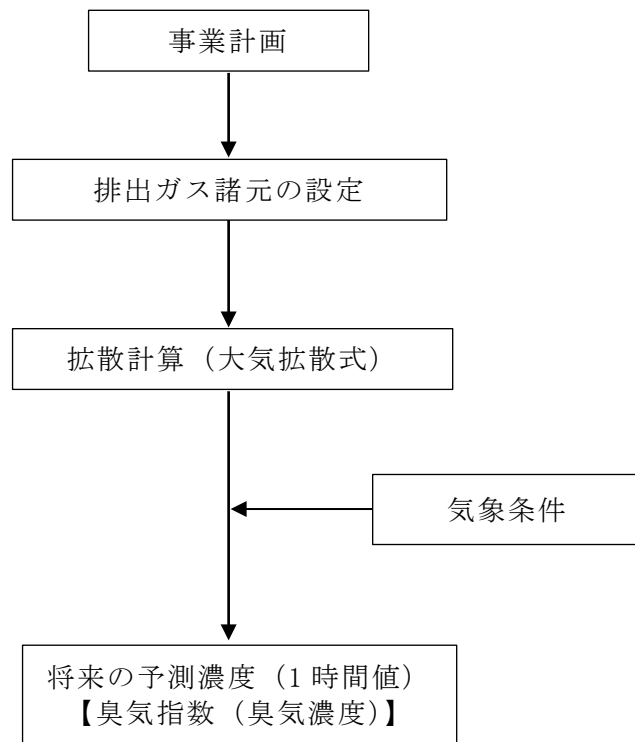 事業計画
排出ガス諸元の設定
拡散計算（大気拡散式）
気象条件
将来の予測濃度（1時間値）
【臭気指数（臭気濃度）】